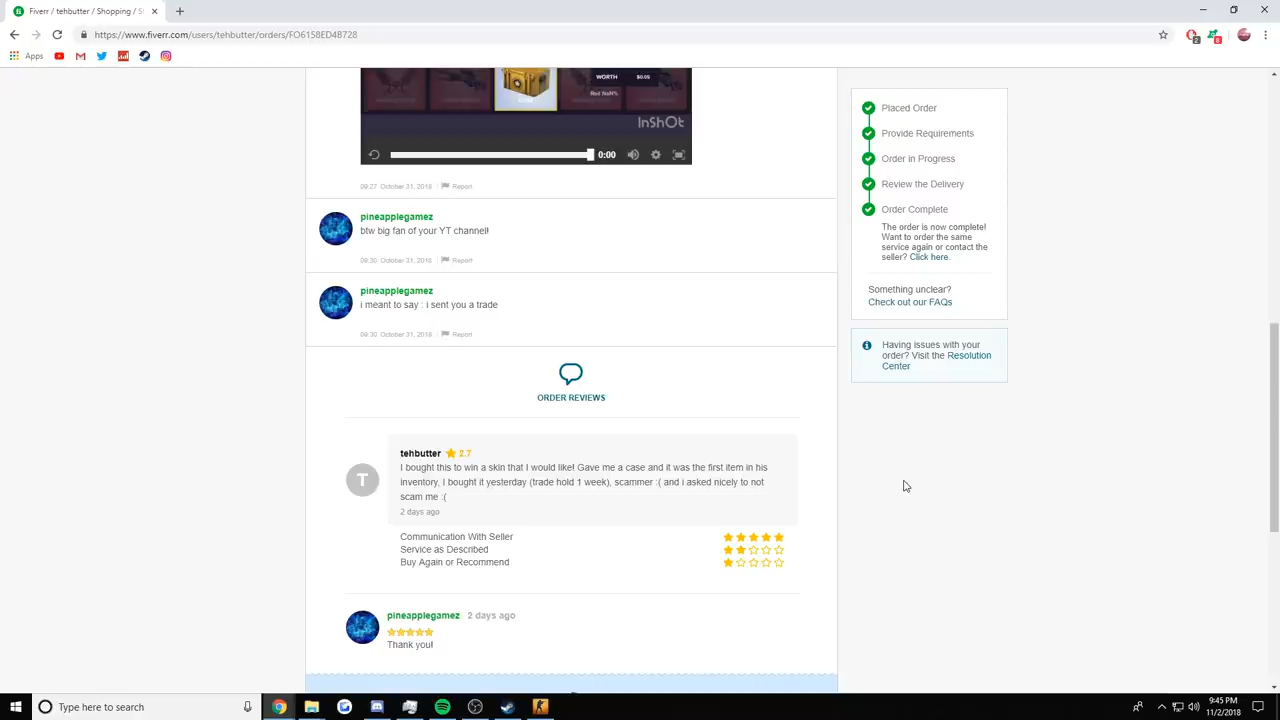 Fiverr / tehbutter / Shopping /
https://www.fiverr.com/users/tehbutter/orders/FO6158ED4B728
Apps
WORTH $0.05
Roll NaN%
InShOt
0:00
09:27 October 31, 2018 Report
pineapplegamez
btw big fan of your YT channel!
09:30 October 31, 2018 Report
pineapplegamez
i meant to say : i sent you a trade
09:30 October 31, 2018 Report
ORDER REVIEWS
T
tehbutter 2.7
I bought this to win a skin that I would like! Gave me a case and it was the first item in his
inventory, I bought it yesterday (trade hold 1 week), scammer :( and i asked nicely to not
scam me :(
2 days ago
Communication With Seller
Service as Described
Buy Again or Recommend
pineapplegamez 2 days ago
Thank you!
Placed Order
Provide Requirements
Order in Progress
Review the Delivery
Order Complete
The order is now complete!
Want to order the same
service again or contact the
seller? Click here.
Something unclear?
Check out our FAQs
Having issues with your
order? Visit the Resolution
Center
Type here to search
9:45 PM
11/2/2018